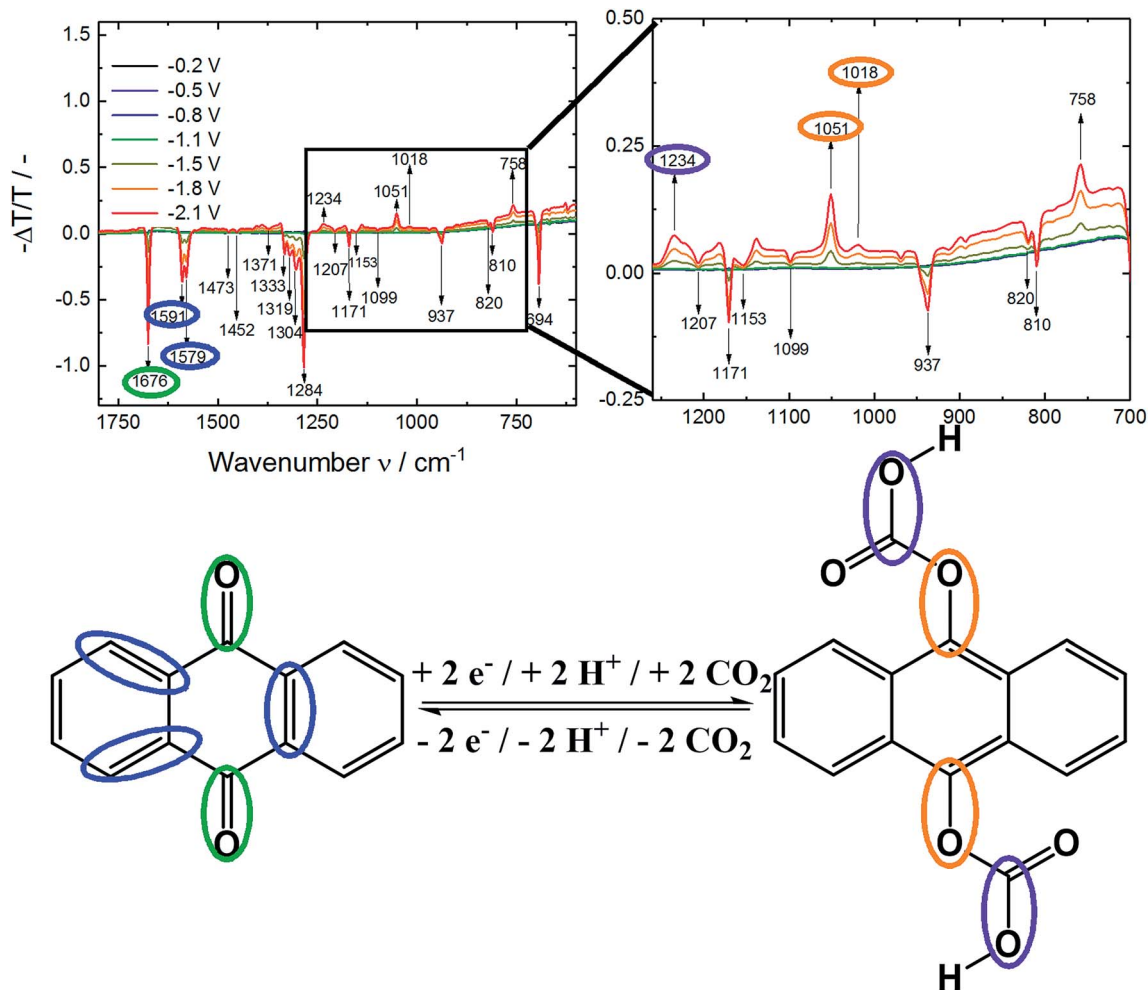 1.5
1.0
0.5
0.0
-0.5
-1.0
-ΔT/T / -
-0.2 V
-0.5 V
-0.8 V
-1.1 V
-1.5 V
-1.8 V
-2.1 V
1676
1591
1579
1473
1452
1371
1333
1319
1304
1284
1234
1207
1171
1153
1099
1051
1018
937
820
810
758
694
1750
1500
1250
1000
750
Wavenumber ν / cm⁻¹
0.50
0.25
0.00
-0.25
1234
1207
1171
1153
1099
1051
1018
937
820
810
758
1200
1100
1000
900
800
700
O
O
+ 2 e⁻ / + 2 H⁺ / + 2 CO₂
- 2 e⁻ / - 2 H⁺ / - 2 CO₂
H
O
O
O
O
O
O
H